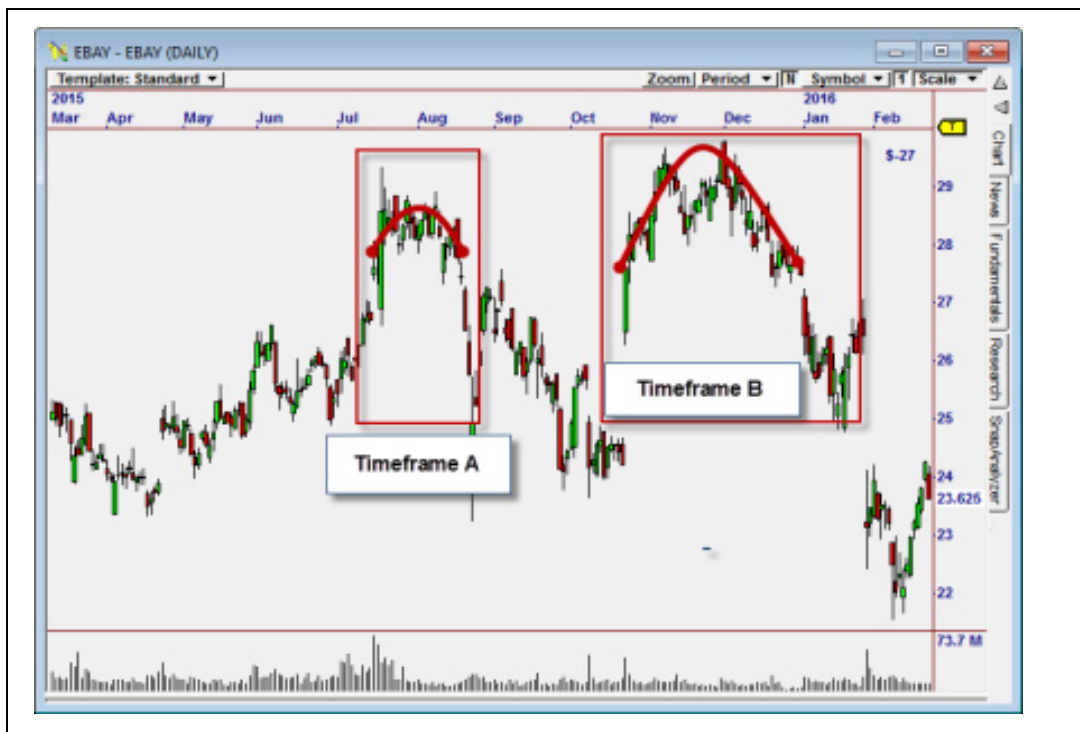 EBAY - EBAY (DAILY)
Template: Standard Zoom Period N Symbol 1 Scale
2015 2016
Mar Apr May Jun Jul Aug Sep Oct Nov Dec Jan Feb
T
$-27
29
28
27
26
25
24
23.625
23
22
73.7 M
Timeframe A
Timeframe B
Chart
News
Fundamentals
Research
SnapAnalyzer